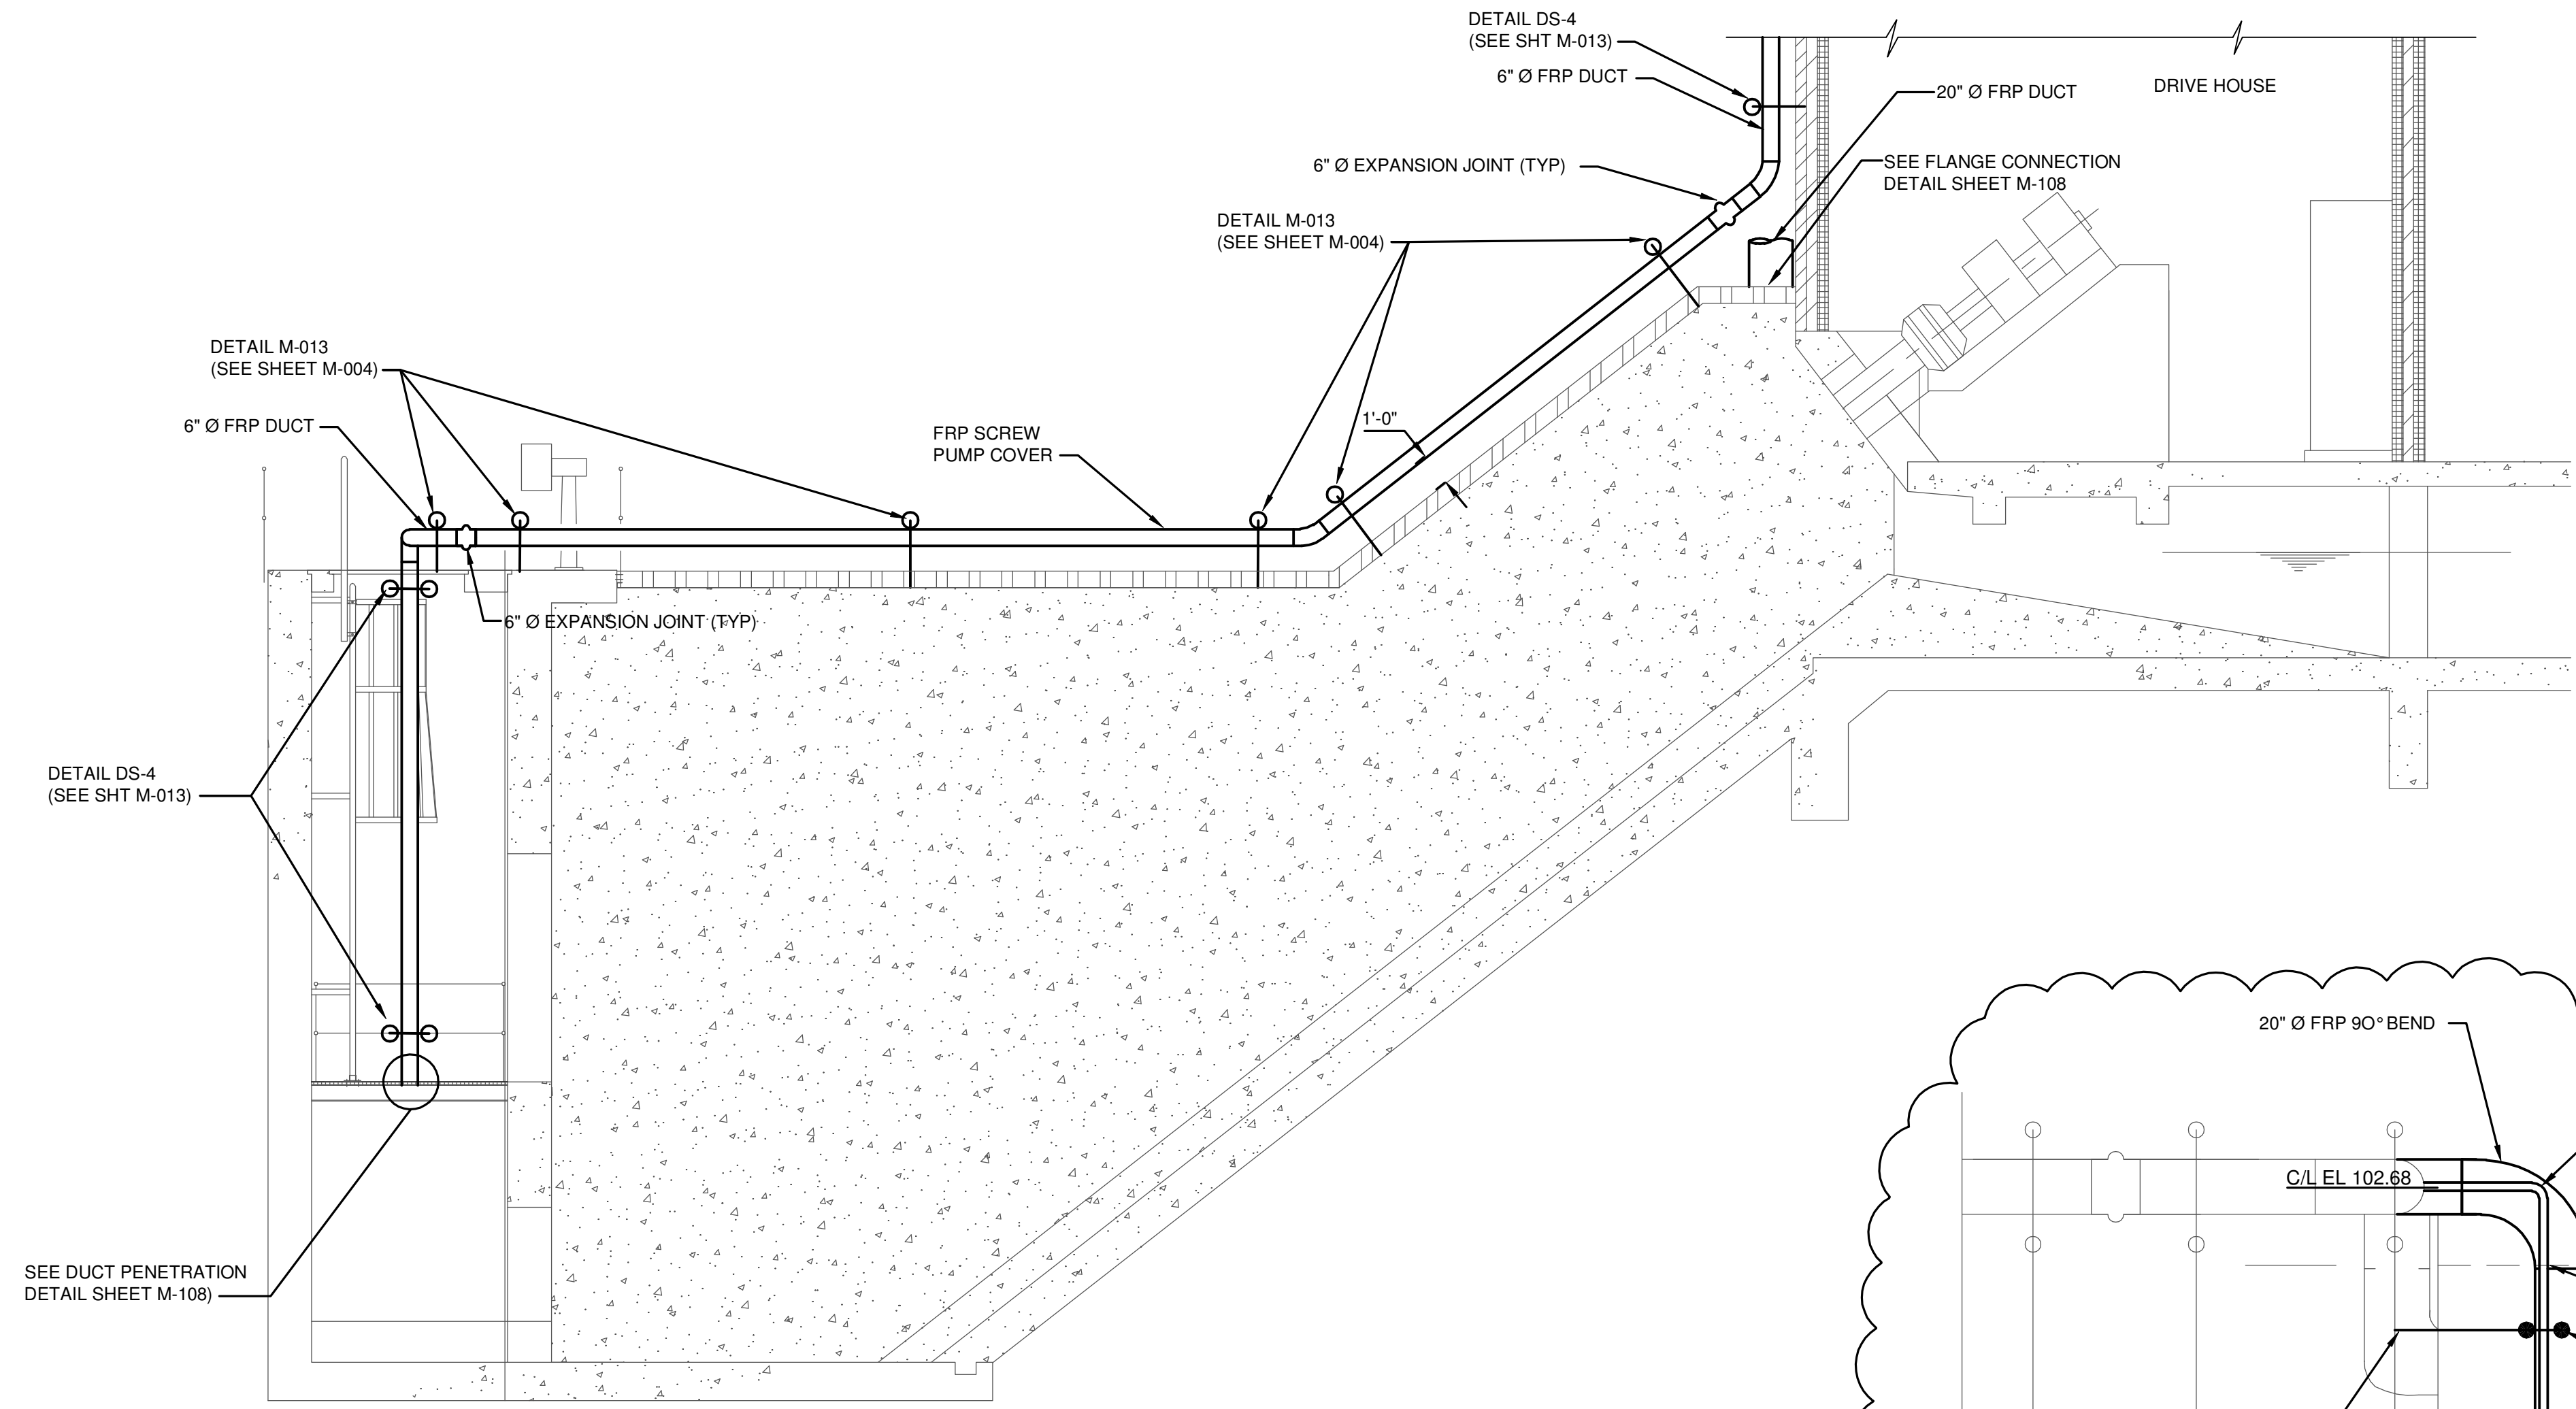 DETAIL DS-4
(SEE SHT M-013)
6" Ø FRP DUCT
20" Ø FRP DUCT
DRIVE HOUSE
6" Ø EXPANSION JOINT (TYP)
SEE FLANGE CONNECTION
DETAIL SHEET M-108
DETAIL M-013
(SEE SHEET M-004)
DETAIL M-013
(SEE SHEET M-004)
6" Ø FRP DUCT
FRP SCREW
PUMP COVER
1'-0"
6" Ø EXPANSION JOINT (TYP)
DETAIL DS-4
(SEE SHT M-013)
SEE DUCT PENETRATION
DETAIL SHEET M-108)
20" Ø FRP 9O° BEND
C/L EL 102.68